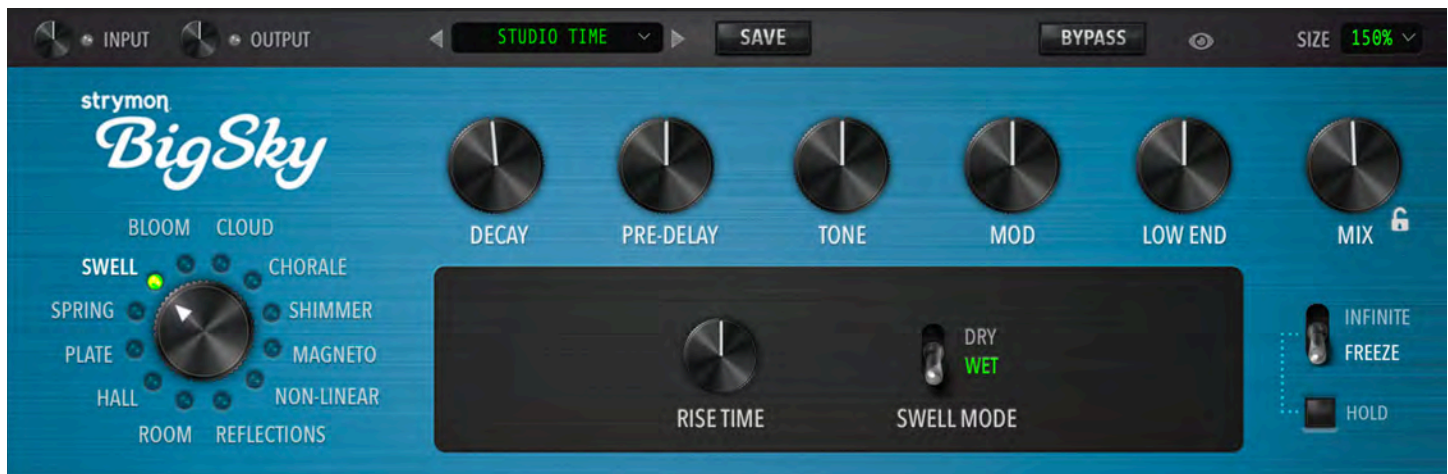 INPUT
OUTPUT
STUDIO TIME
SAVE
BYPASS
SIZE 150%
strymon
BigSky
DECAY
PRE-DELAY
TONE
MOD
LOW END
MIX
BLOOM CLOUD
SWELL CHORALE
SPRING SHIMMER
PLATE MAGNETO
HALL NON-LINEAR
ROOM REFLECTIONS
RISE TIME
DRY
WET
SWELL MODE
INFINITE
FREEZE
HOLD